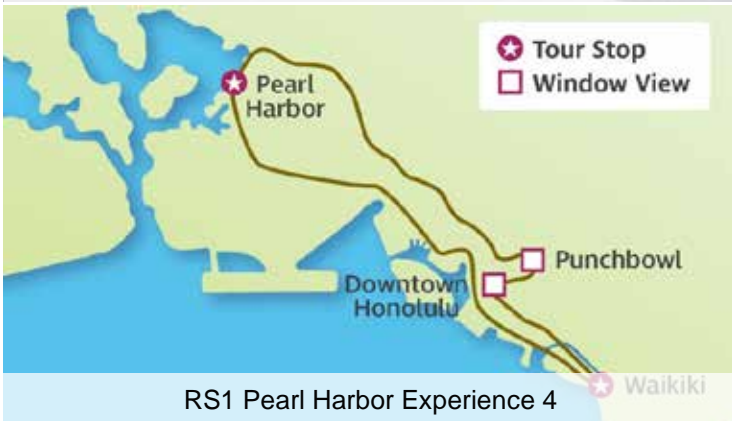 Tour Stop
Window View
Pearl
Harbor
Punchbowl
Downtown
Honolulu
Waikiki
RS1 Pearl Harbor Experience 4